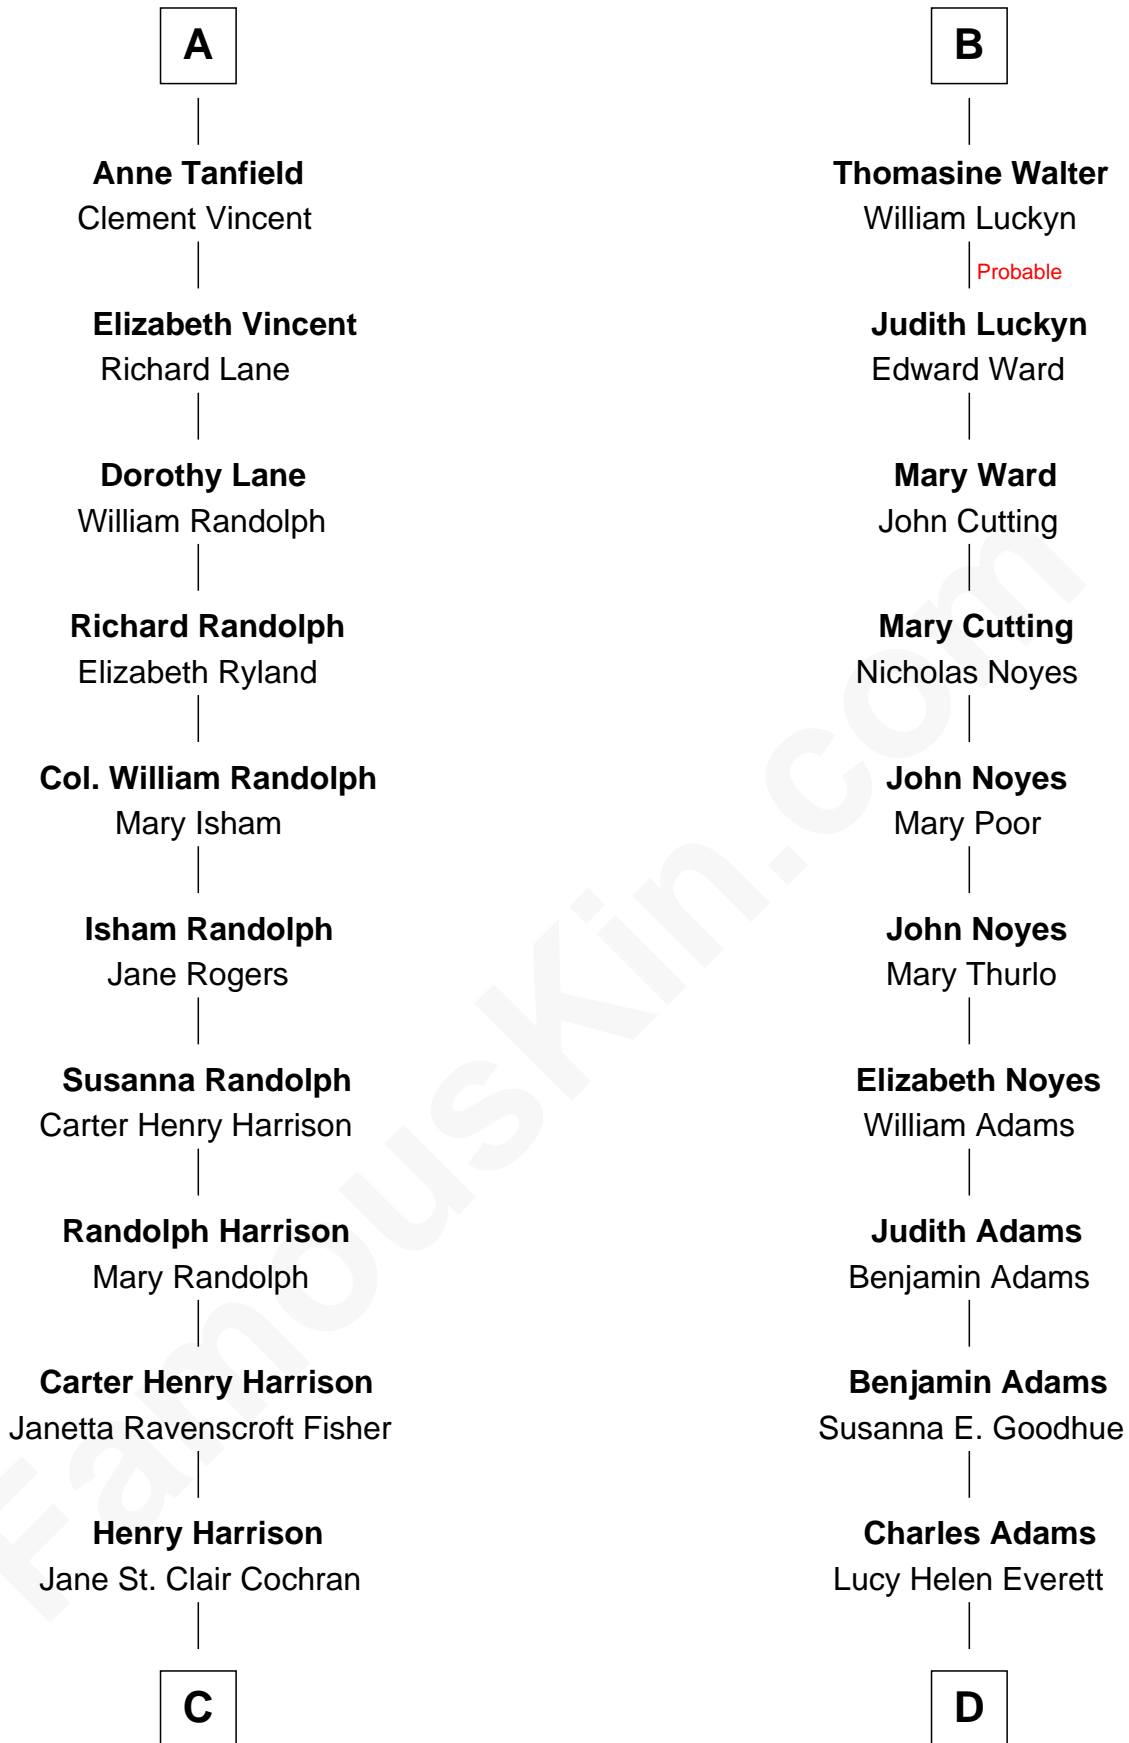 A
Anne Tanfield
Clement Vincent
Elizabeth Vincent
Richard Lane
Dorothy Lane
William Randolph
Richard Randolph
Elizabeth Ryland
Col. William Randolph
Mary Isham
Isham Randolph
Jane Rogers
Susanna Randolph
Carter Henry Harrison
Randolph Harrison
Mary Randolph
Carter Henry Harrison
Janetta Ravenscroft Fisher
Henry Harrison
Jane St. Clair Cochran
C
B
Thomasine Walter
William Luckyn
Probable
Judith Luckyn
Edward Ward
Mary Ward
John Cutting
Mary Cutting
Nicholas Noyes
John Noyes
Mary Poor
John Noyes
Mary Thurlo
Elizabeth Noyes
William Adams
Judith Adams
Benjamin Adams
Benjamin Adams
Susanna E. Goodhue
Charles Adams
Lucy Helen Everett
D
FamousKin.com